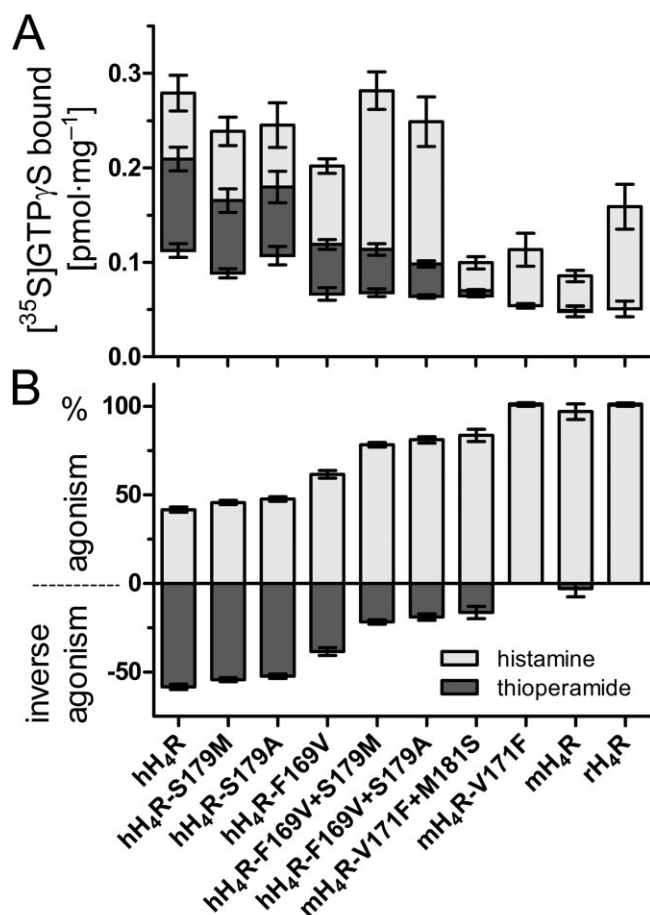 A
[³⁵S]GTPγS bound
[pmol·mg⁻¹]
0.3
0.2
0.1
0.0
B
%
agonism
inverse
agonism
100
50
0
-50
histamine
thioperamide
hH₄R
hH₄R-S179M
hH₄R-S179A
hH₄R-F169V
hH₄R-F169V+S179M
hH₄R-F169V+S179A
mH₄R-V171F+M181S
mH₄R-V171F
mH₄R
rH₄R